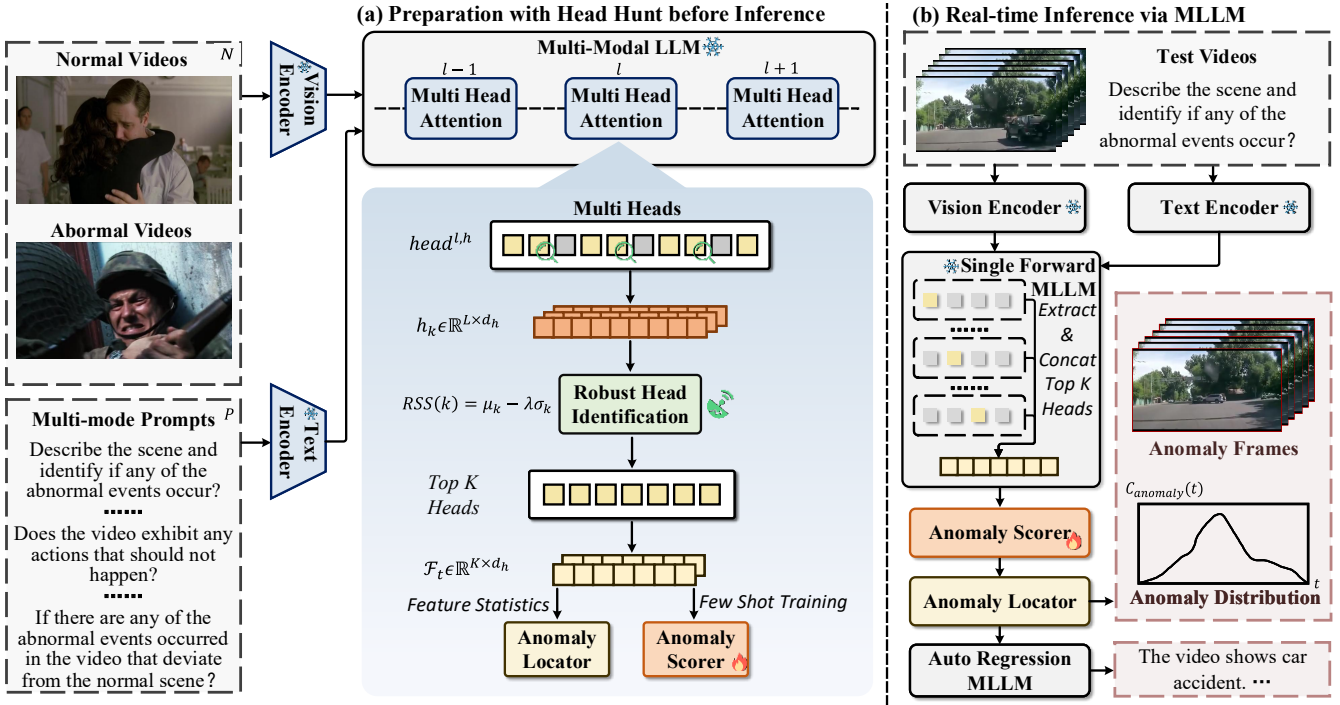 (a) Preparation with Head Hunt before Inference
Normal Videos
N
Abormal Videos
Multi-mode Prompts
P
Describe the scene and
identify if any of the
abnormal events occur?
······
Does the video exhibit any
actions that should not
happen?
······
If there are any of the
abnormal events occurred
in the video that deviate
from the normal scene?
Vision
Encoder
Text
Encoder
Multi-Modal LLM
l − 1
Multi Head
Attention
l
Multi Head
Attention
l + 1
Multi Head
Attention
Multi Heads
head^{l,h}
h_k ϵ ℝ^{L×d_h}
RSS(k) = μ_k − λσ_k
Robust Head
Identification
Top K
Heads
ℱ_t ϵ ℝ^{K×d_h}
Feature Statistics
Few Shot Training
Anomaly
Locator
Anomaly
Scorer
(b) Real-time Inference via MLLM
Test Videos
Describe the scene and
identify if any of the
abnormal events occur?
Vision Encoder
Text Encoder
Single Forward
MLLM
······
······
Extract
&
Concat
Top K
Heads
Anomaly Scorer
Anomaly Locator
Auto Regression
MLLM
Anomaly Frames
C_{anomaly}(t)
t
Anomaly Distribution
The video shows car
accident. ···